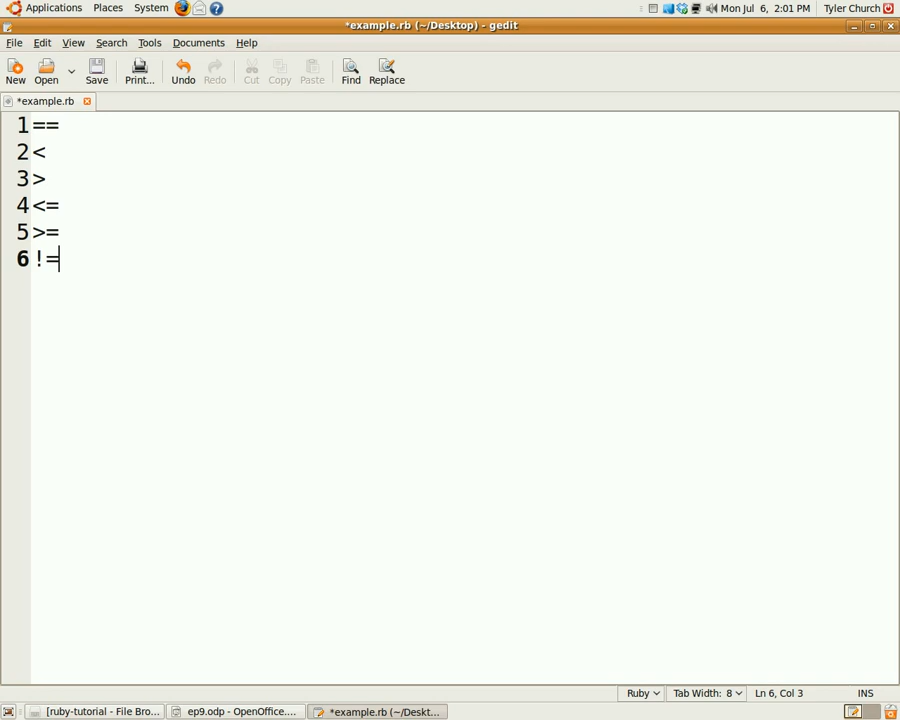 Applications Places System Mon Jul 6, 2:01 PM Tyler Church
*example.rb (~/Desktop) - gedit
File Edit View Search Tools Documents Help
New Open Save Print... Undo Redo Cut Copy Paste Find Replace
*example.rb
1 ==
2 <
3 >
4 <=
5 >=
6 !=
Ruby Tab Width: 8 Ln 6, Col 3 INS
[ruby-tutorial - File Bro... ep9.odp - OpenOffice.... *example.rb (~/Deskt...